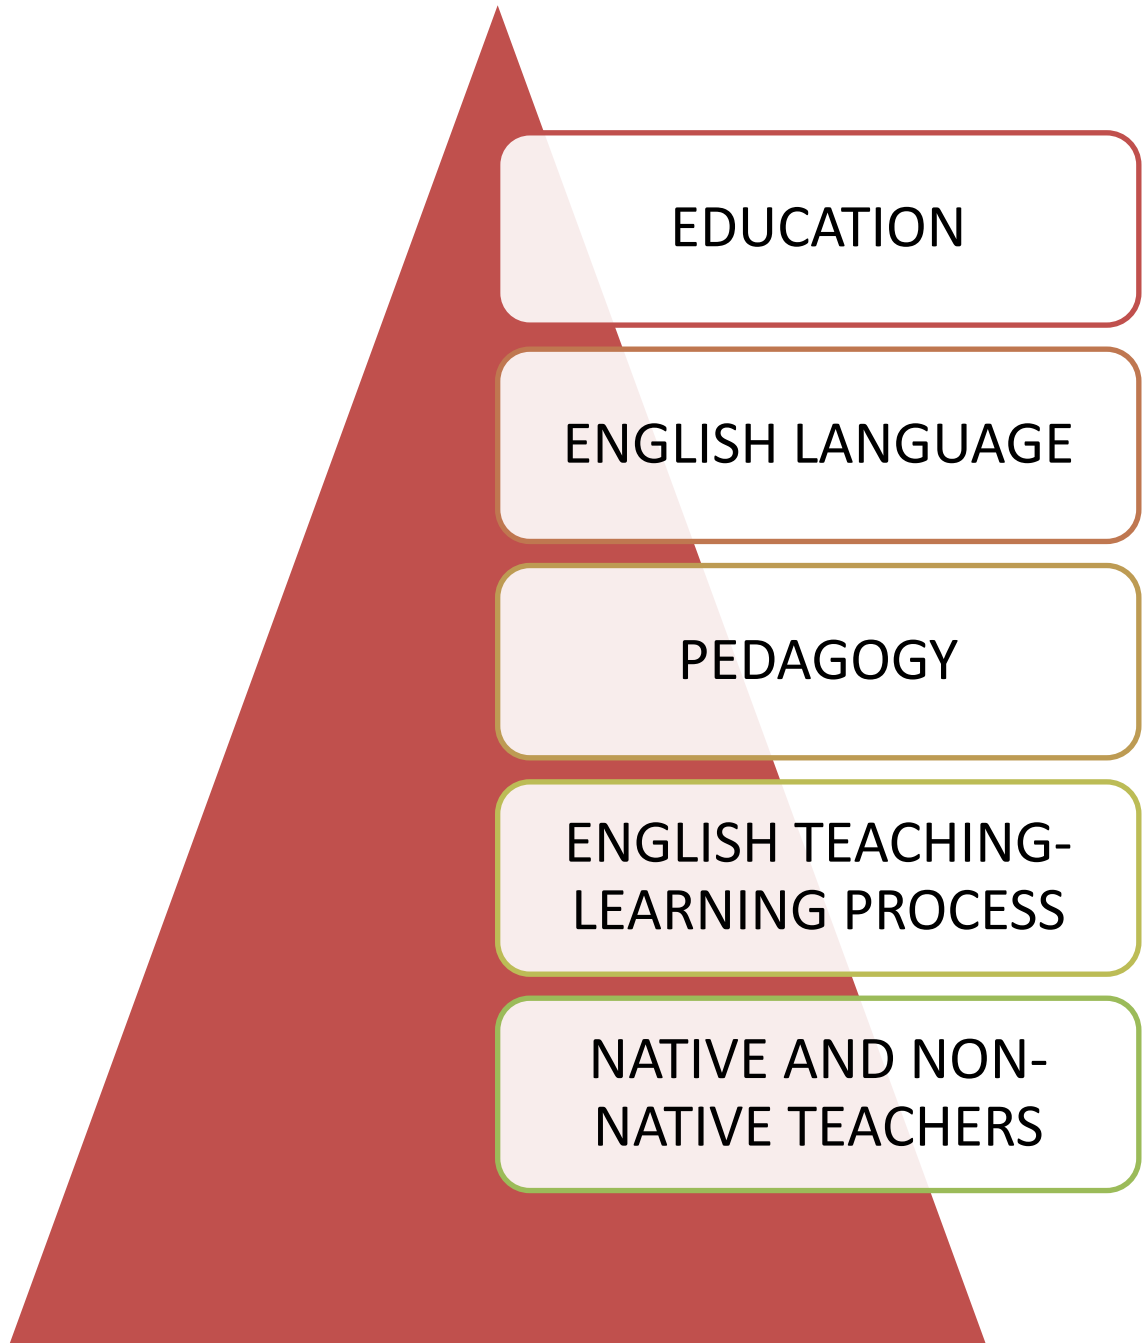 EDUCATION
ENGLISH LANGUAGE
PEDAGOGY
ENGLISH TEACHING-
LEARNING PROCESS
NATIVE AND NON-
NATIVE TEACHERS